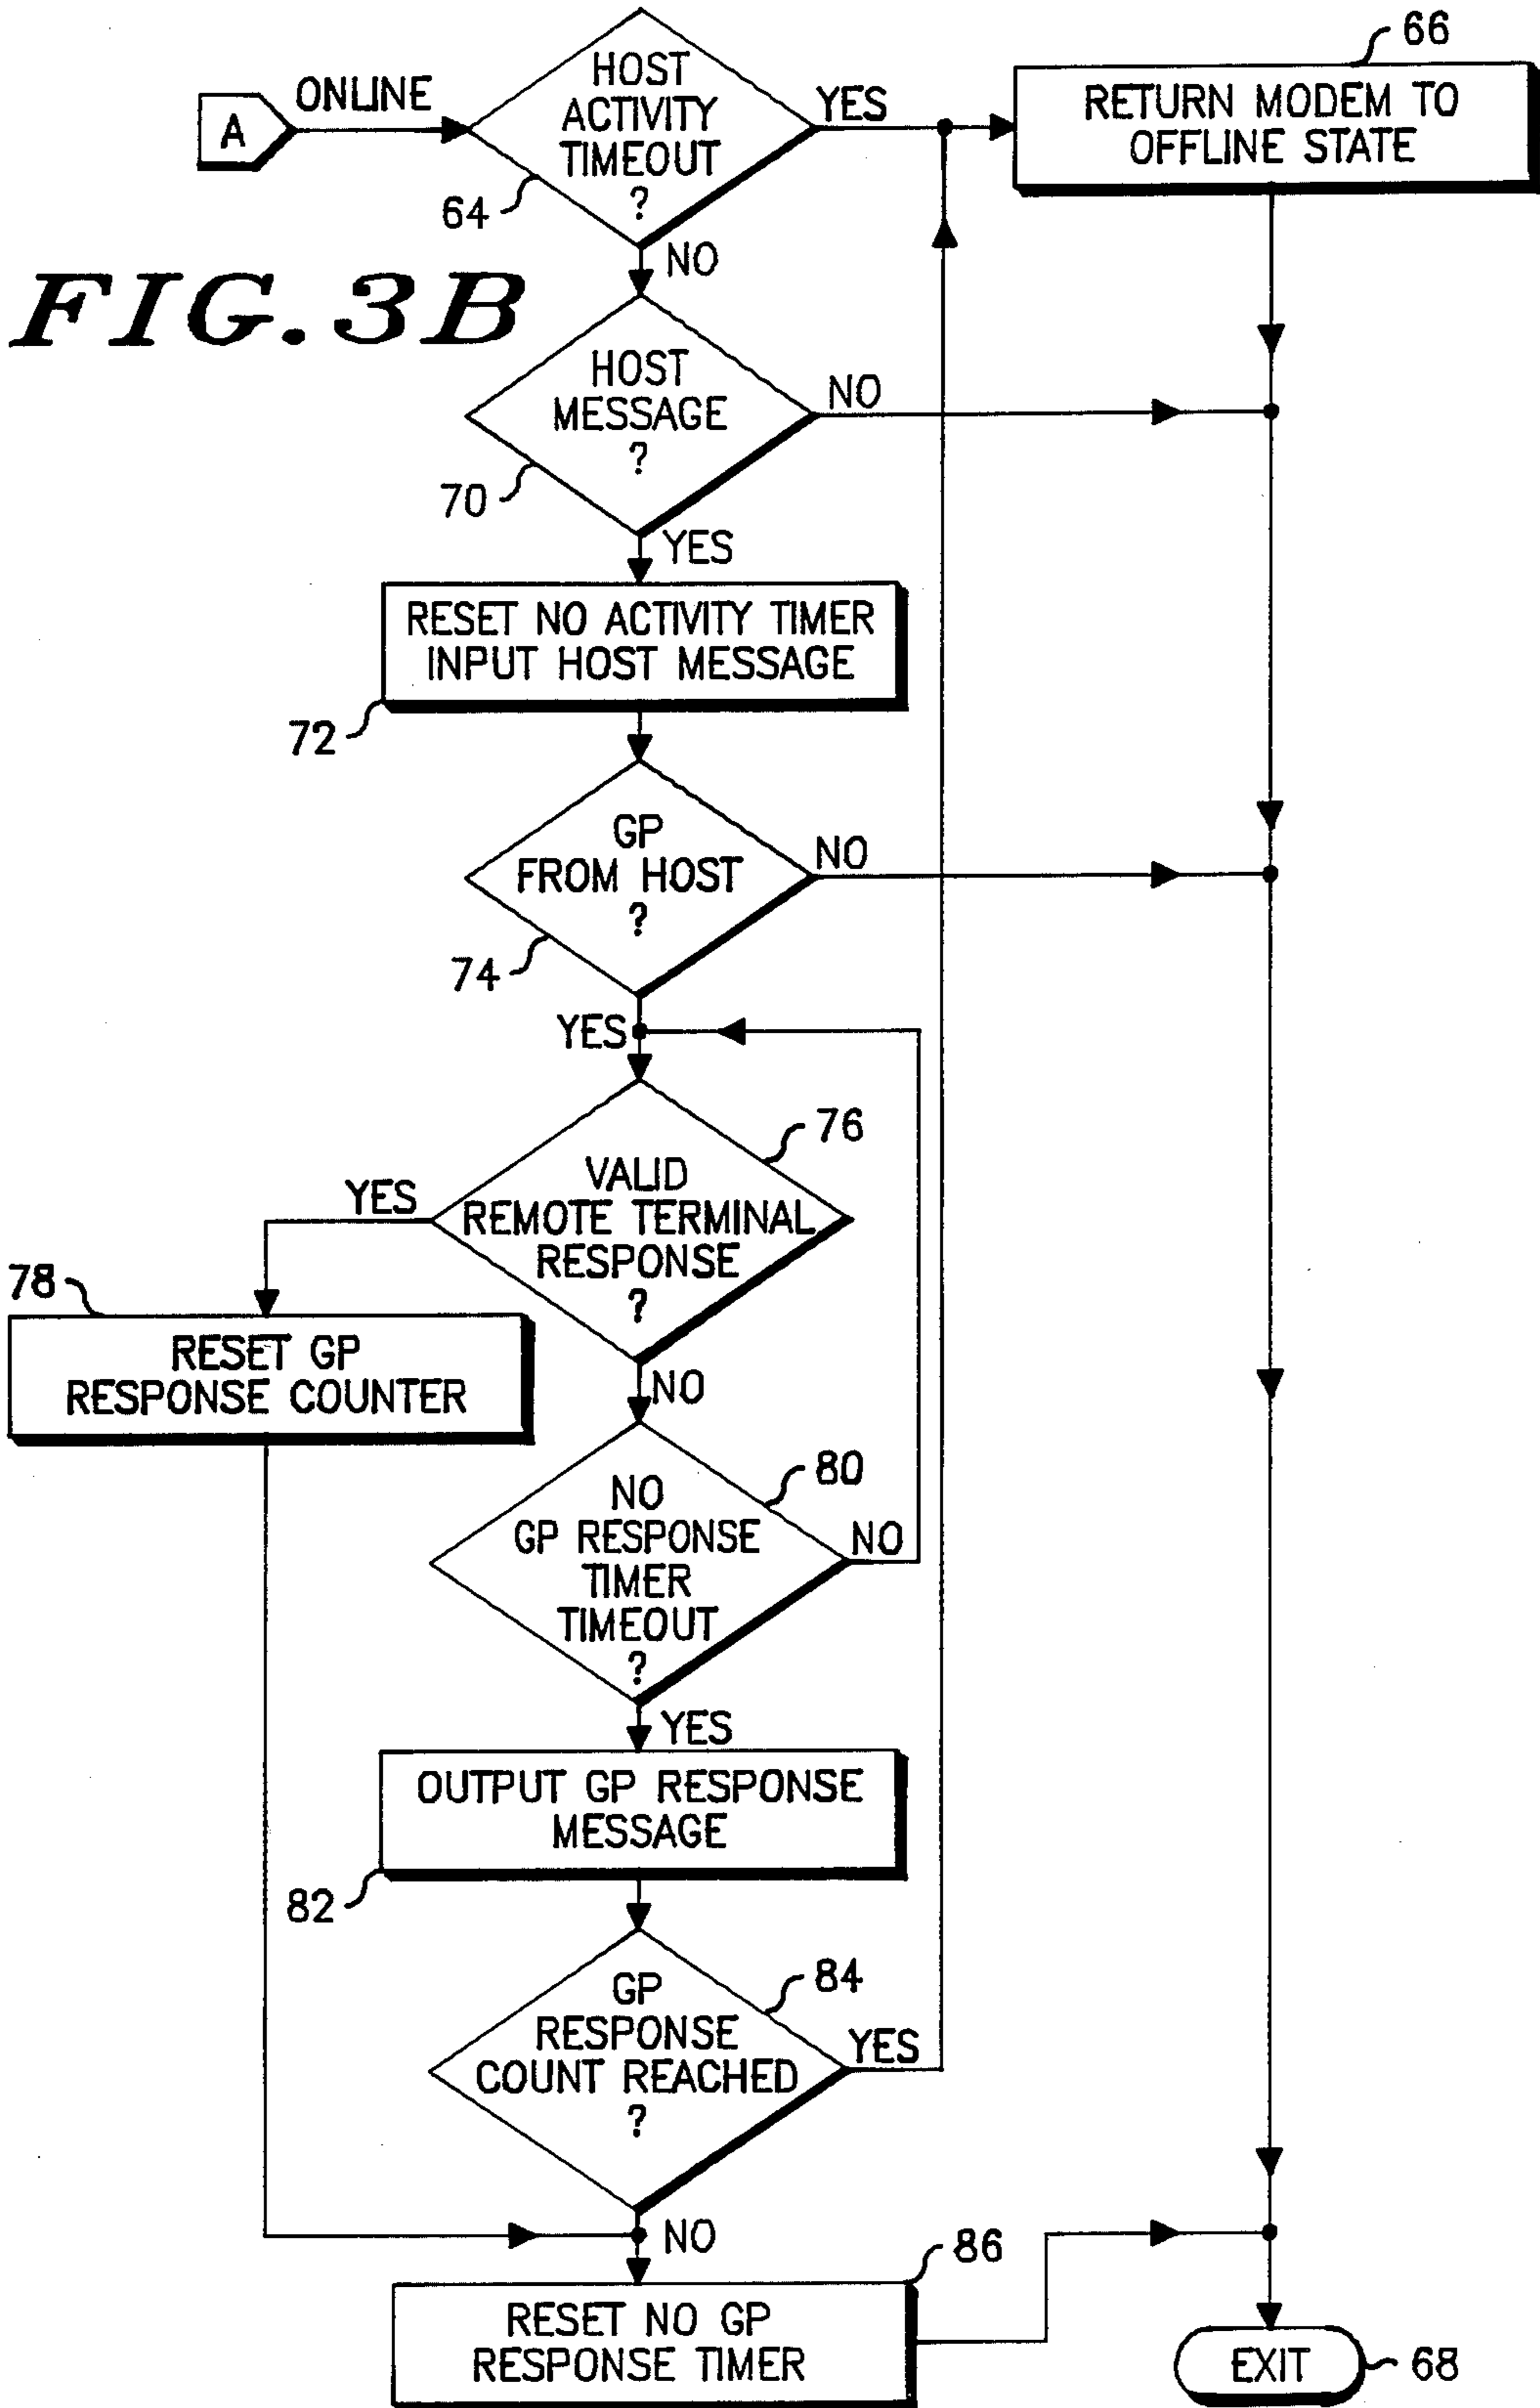 66
HOST
ACTIVITY
TIMEOUT
?
ONLINE
A
YES
RETURN MODEM TO
OFFLINE STATE
64
NO
FIG. 3B
HOST
MESSAGE
?
NO
70
YES
RESET NO ACTIVITY TIMER
INPUT HOST MESSAGE
72
GP
FROM HOST
?
NO
74
YES
76
VALID
REMOTE TERMINAL
RESPONSE
?
YES
78
RESET GP
RESPONSE COUNTER
NO
80
NO
GP RESPONSE
TIMER
TIMEOUT
?
NO
YES
OUTPUT GP RESPONSE
MESSAGE
82
GP
RESPONSE
COUNT REACHED
?
84
YES
NO
86
RESET NO GP
RESPONSE TIMER
EXIT
68